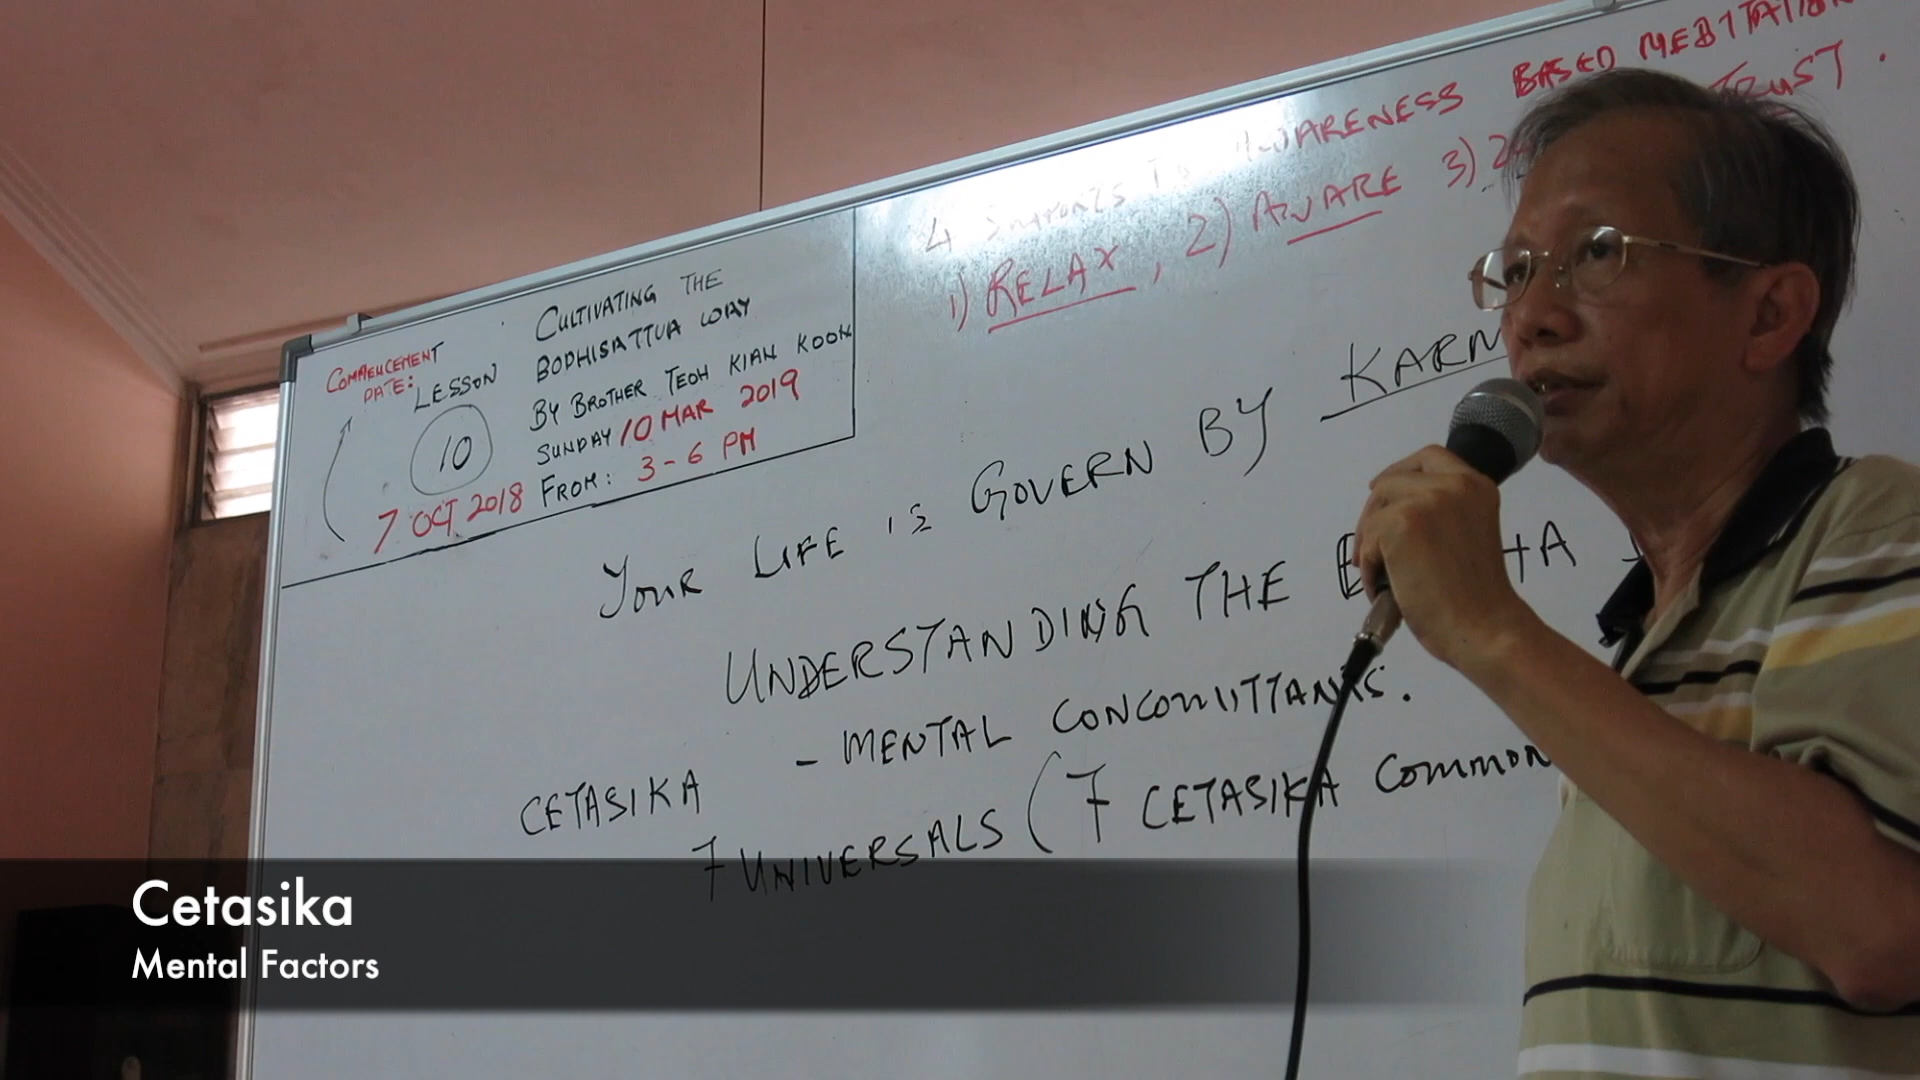 COMMENCEMENT
DATE:
LESSON
10
7 OCT 2018
CULTIVATING THE
BODHISATTVA WAY
BY BROTHER TEOH KIAN KOON
SUNDAY 10 MAR 2019
FROM: 3-6 PM
4 AWARENESS BASED MEDITATION
1) RELAX, 2) AWARE 3) TRUST.
YOUR LIFE IS GOVERN BY
UNDERSTANDING THE
CETASIKA - MENTAL CONCOMITTANTS.
7 UNIVERSALS (7 CETASIKA COMMON
Cetasika
Mental Factors